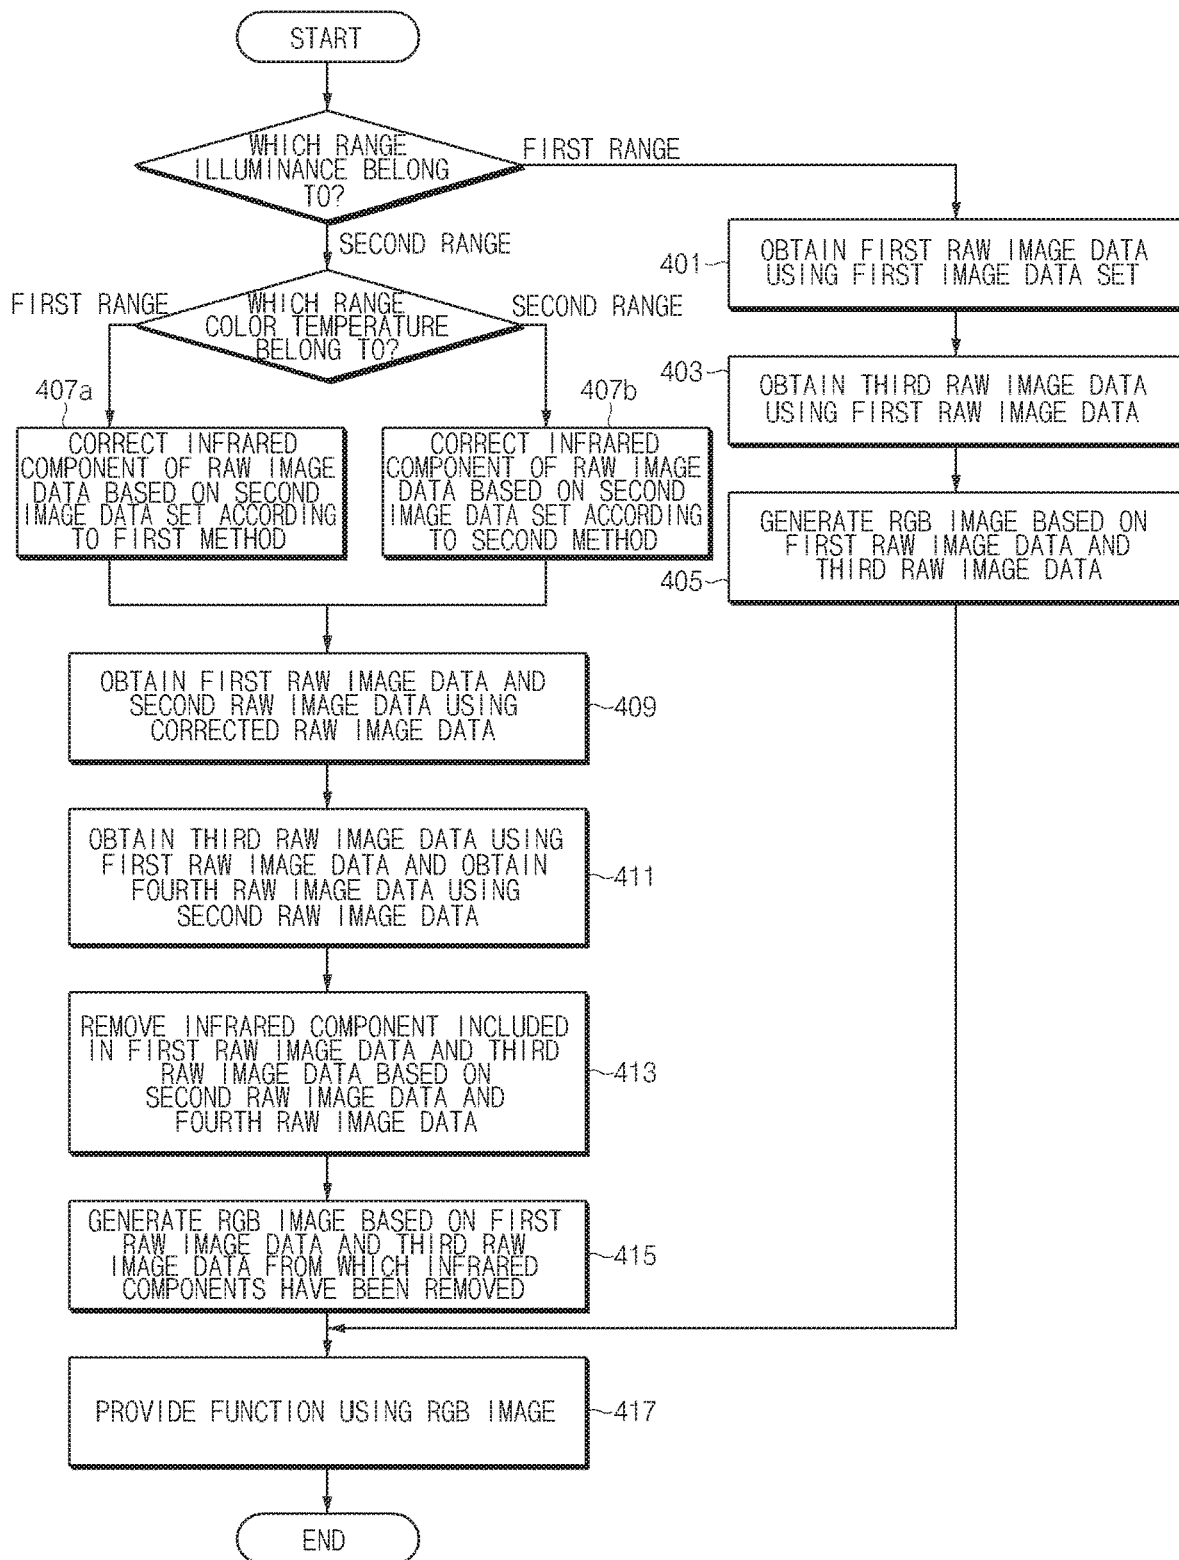 START
WHICH RANGE
ILLUMINANCE BELONG
TO?
FIRST RANGE
SECOND RANGE
401
OBTAIN FIRST RAW IMAGE DATA
USING FIRST IMAGE DATA SET
FIRST RANGE
WHICH RANGE
COLOR TEMPERATURE
BELONG TO?
SECOND RANGE
403
OBTAIN THIRD RAW IMAGE DATA
USING FIRST RAW IMAGE DATA
407a
CORRECT INFRARED
COMPONENT OF RAW IMAGE
DATA BASED ON SECOND
IMAGE DATA SET ACCORDING
TO FIRST METHOD
407b
CORRECT INFRARED
COMPONENT OF RAW IMAGE
DATA BASED ON SECOND
IMAGE DATA SET ACCORDING
TO SECOND METHOD
GENERATE RGB IMAGE BASED ON
FIRST RAW IMAGE DATA AND
THIRD RAW IMAGE DATA
405
OBTAIN FIRST RAW IMAGE DATA AND
SECOND RAW IMAGE DATA USING
CORRECTED RAW IMAGE DATA
409
OBTAIN THIRD RAW IMAGE DATA USING
FIRST RAW IMAGE DATA AND OBTAIN
FOURTH RAW IMAGE DATA USING
SECOND RAW IMAGE DATA
411
REMOVE INFRARED COMPONENT INCLUDED
IN FIRST RAW IMAGE DATA AND THIRD
RAW IMAGE DATA BASED ON
SECOND RAW IMAGE DATA AND
FOURTH RAW IMAGE DATA
413
GENERATE RGB IMAGE BASED ON FIRST
RAW IMAGE DATA AND THIRD RAW
IMAGE DATA FROM WHICH INFRARED
COMPONENTS HAVE BEEN REMOVED
415
PROVIDE FUNCTION USING RGB IMAGE
417
END